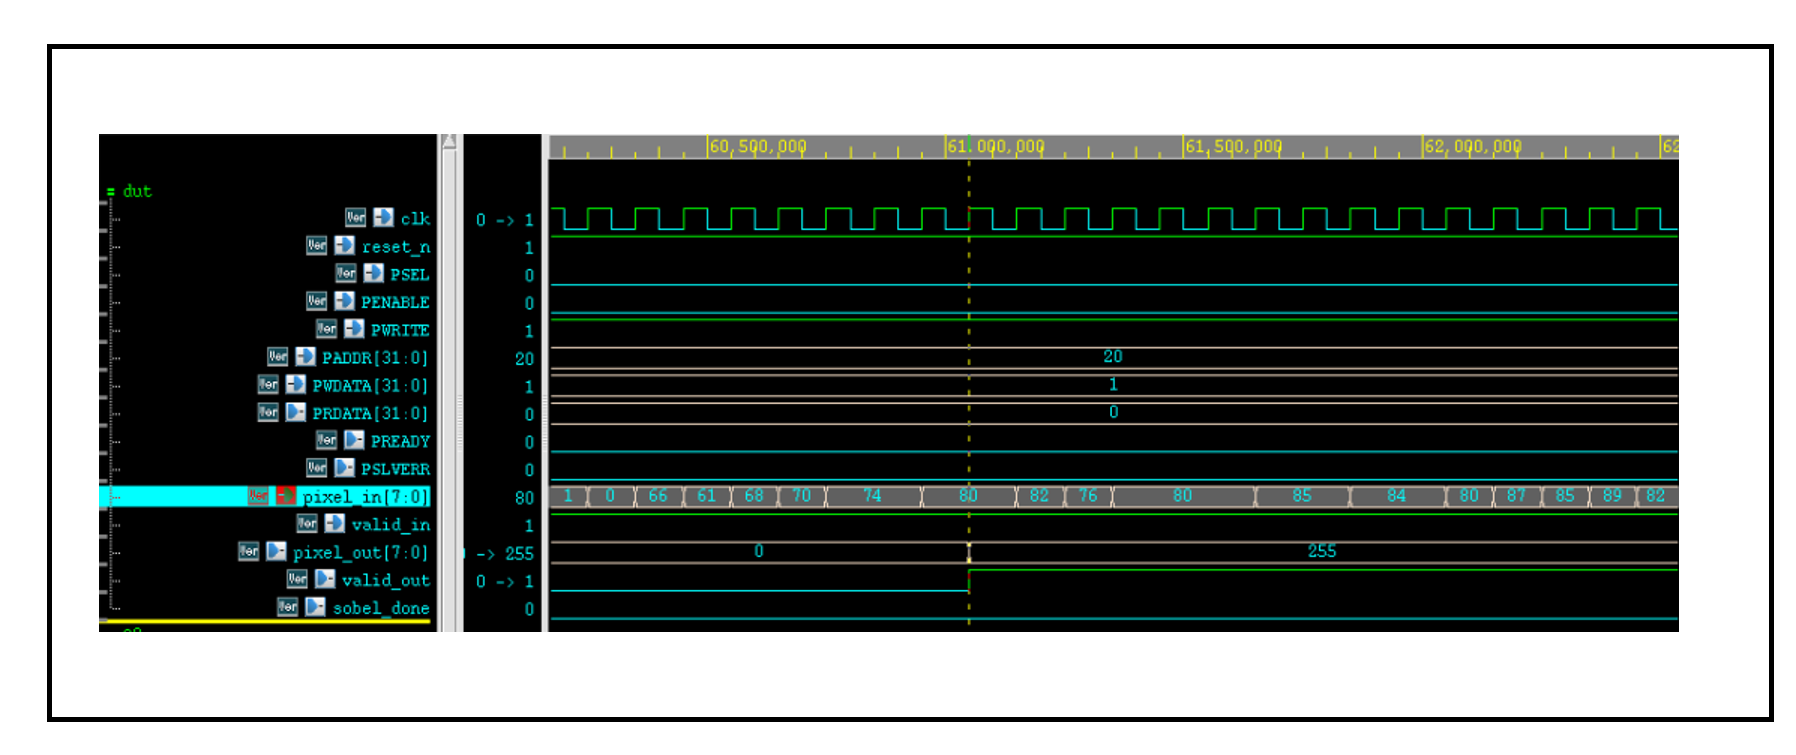 60,500,000 61,000,000 61,500,000 62,000,000 62
= dut
Ver clk 0 -> 1
Ver reset_n 1
Ver PSEL 0
Ver PENABLE 0
Ver PWRITE 1
Ver PADDR[31:0] 20 20
Ver PWDATA[31:0] 1 1
Ver PRDATA[31:0] 0 0
Ver PREADY 0
Ver PSLVERR 0
Ver pixel_in[7:0] 80 1 0 66 61 68 70 74 80 82 76 80 85 84 80 87 85 89 82
Ver valid_in 1
Ver pixel_out[7:0] -> 255 0 255
Ver valid_out 0 -> 1
Ver sobel_done 0